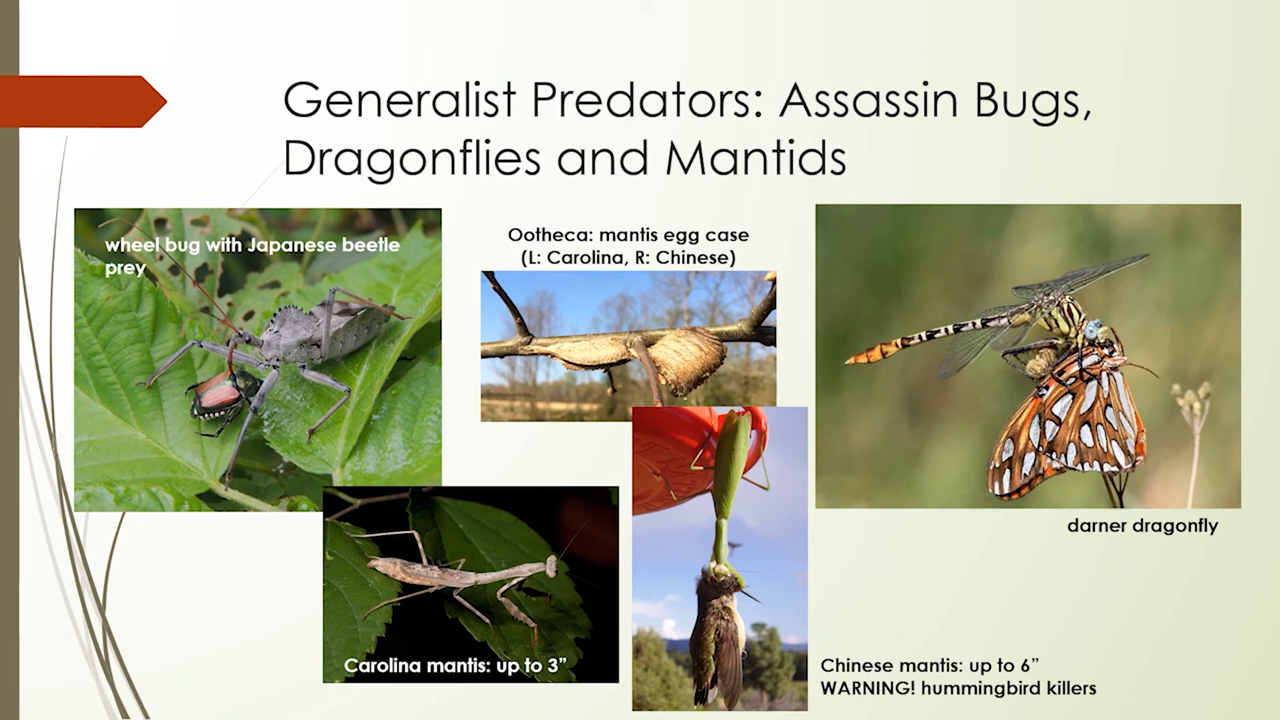 Generalist Predators: Assassin Bugs,
Dragonflies and Mantids
wheel bug with Japanese beetle
prey
Ootheca: mantis egg case
(L: Carolina, R: Chinese)
darner dragonfly
Carolina mantis: up to 3”
Chinese mantis: up to 6”
WARNING! hummingbird killers